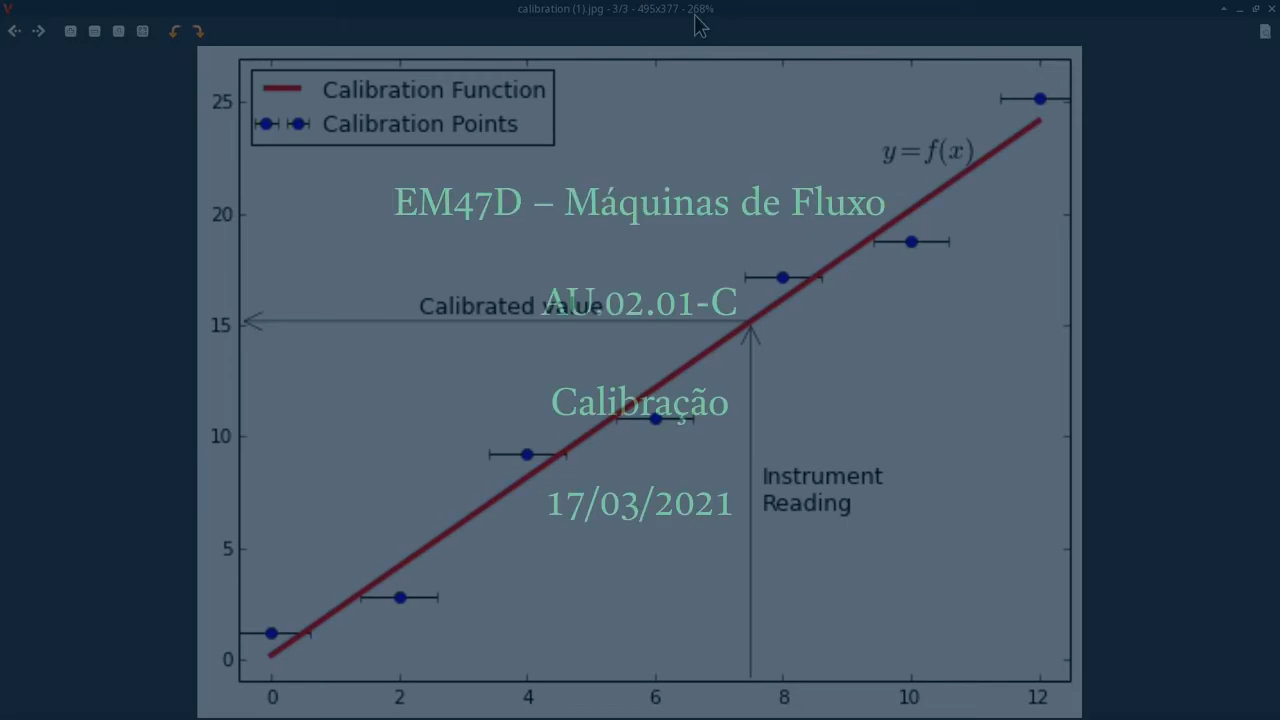 calibration (1).jpg - 3/3 - 495x377 - 268%
Calibration Function
Calibration Points
y=f(x)
EM47D – Máquinas de Fluxo
AU.02.01-C
Calibrated value
Calibração
Instrument
Reading
17/03/2021
25
20
15
10
5
0
0 2 4 6 8 10 12